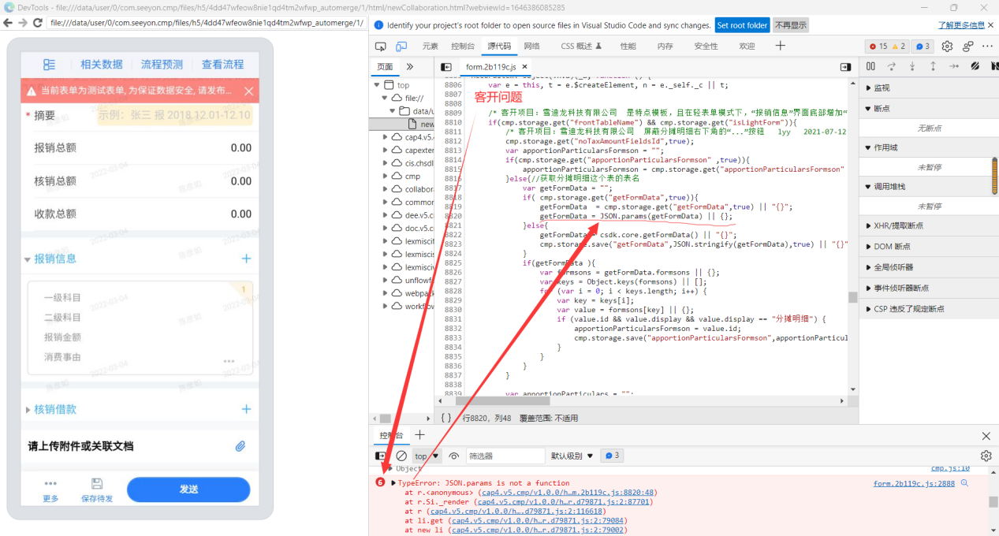 DevTools - file:///data/user/0/com.seeyon.cmp/files/h5/4dd47wfeow8nie1qd4tm2wfwp_automerge/1/html/newCollaboration.html?webviewId=1646386085285
file:///data/user/0/com.seeyon.cmp/files/h5/4dd47wfeow8nie1qd4tm2wfwp_automerge/1/
Identify your project's root folder to open source files in Visual Studio Code and sync changes. Set root folder 不再显示 了解更多信息
元素 控制台 源代码 网络 CSS 概述 性能 内存 安全性 欢迎 15 2 3
相关数据 流程预测 查看流程
当前表单为测试表单, 为保证数据安全, 请发布...
* 摘要 示例：张三 报 2018.12.01-12.10
报销总额 0.00
核销总额 0.00
收款总额 0.00
报销信息
1
一级科目
二级科目
报销金额
消费事由
核销借款
请上传附件或关联文档
更多 保存待发 发送
2022-03-04
页面
top
file://
data/u
new
cap4.v5.
capexter
cis.chsdl
cmp
collabora
common
dee.v5.c
doc.v5.c
lexmiscit
lexmiscis
lexmisciv
unflowf
webpack
workflow
form.2b119c.js
8806 var e = this, t = e.$createElement, n = e._self._c || t;
8807
客开问题
8808
8809 /* 客开项目：雪迪龙科技有限公司 是特点模板，且在轻表单模式下，“报销信息”界面底部增加“
8810 if(cmp.storage.get("frontTableName") && cmp.storage.get("isLightForm")){
8811 /* 客开项目：雪迪龙科技有限公司 屏蔽分摊明细右下角的“...”按钮 lyy 2021-07-12
8812 cmp.storage.get("noTaxAmountFieldsId",true);
8813 var apportionParticularsFormson = "";
8814 if(cmp.storage.get("apportionParticularsFormson" ,true)){
8815 apportionParticularsFormson = cmp.storage.get("apportionParticularsFormson"
8816 }else{//获取分摊明细这个表的表名
8817 var getFormData = "";
8818 if( cmp.storage.get("getFormData",true)){
8819 getFormData = cmp.storage.get("getFormData",true) || "{}";
8820 getFormData = JSON.params(getFormData) || {};
8821 }else{
8822 getFormData = csdk.core.getFormData() || "{}";
8823 cmp.storage.save("getFormData",JSON.stringify(getFormData),true) || "{}"
8824 }
8825 if(getFormData ){
8826 var formsons = getFormData.formsons || {};
8827 var keys = Object.keys(formsons) || [];
8828 for (var i = 0; i < keys.length; i++) {
8829 var key = keys[i];
8830 var value = formsons[key] || {};
8831 if (value.id && value.display && value.display == "分摊明细") {
8832 apportionParticularsFormson = value.id;
8833 cmp.storage.save("apportionParticularsFormson",apportionParticul
8834 }
8835 }
8836 }
8837 }
8838
8839 var apportionParticulars = "";
{ } 行8820，列48 覆盖范围: 不适用
监视
断点
无断点
作用域
未暂停
调用堆栈
未暂停
XHR/提取断点
DOM 断点
全局侦听器
事件侦听器断点
CSP 违反了规定断点
控制台
top 筛选器 默认级别 3
Object cmp.js:10
6 TypeError: JSON.params is not a function form.2b119c.js:2888
at r.<anonymous> (cap4.v5.cmp/v1.0.0/h…m.2b119c.js:8820:48)
at r.Si._render (cap4.v5.cmp/v1.0.0/h…r.d79871.js:2:87701)
at r (cap4.v5.cmp/v1.0.0/h….d79871.js:2:116618)
at li.get (cap4.v5.cmp/v1.0.0/h…r.d79871.js:2:79084)
at new li (cap4.v5.cmp/v1.0.0/h…r.d79871.js:2:79002)